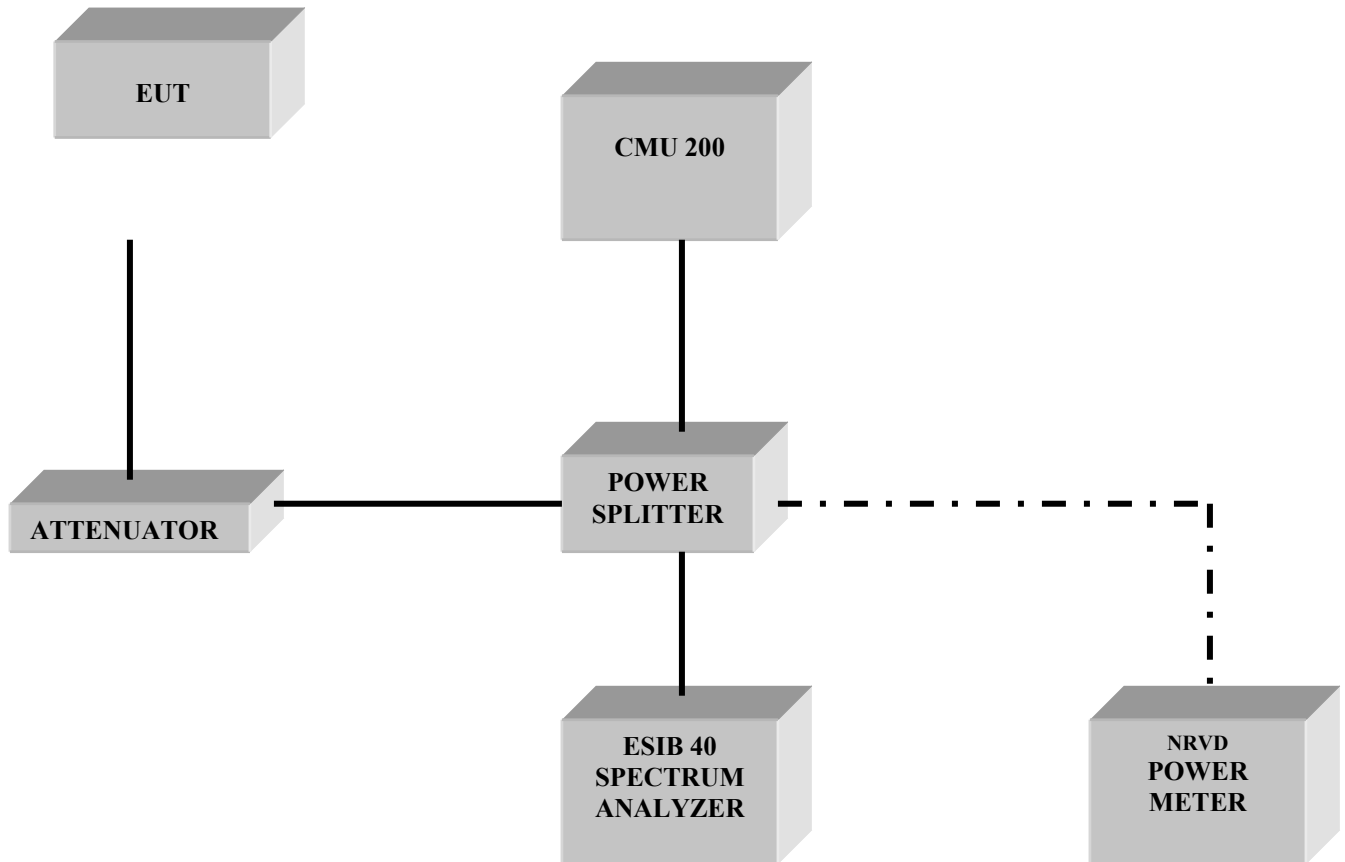 EUT
CMU 200
POWER
SPLITTER
ATTENUATOR
ESIB 40
SPECTRUM
ANALYZER
NRVD
POWER
METER